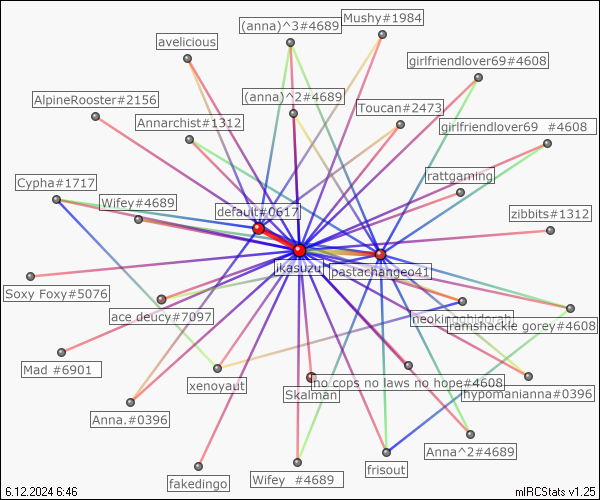 Mushy#1984
(anna)^3#4689
avelicious
girlfriendlover69#4608
AlpineRooster#2156
(anna)^2#4689
Toucan#2473
Annarchist#1312
girlfriendlover69 #4608
Cypha#1717
rattgaming
Wifey#4689
default#0617
zibbits#1312
ikasuzu
pastachangeo41
Soxy Foxy#5076
ace deucy#7097
neokingghidorah
ramshackle gorey#4608
Mad #6901
xenoyaut
no cops no laws no hope#4608
Skalman
hypomanianna#0396
Anna.#0396
Anna^2#4689
frisout
fakedingo
Wifey #4689
6.12.2024 6:46
mIRCStats v1.25